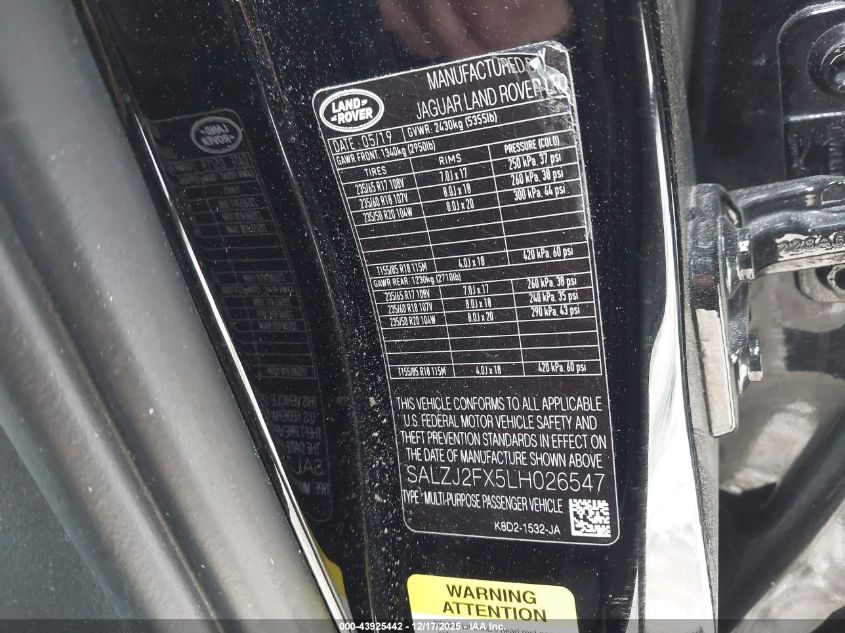 MANUFACTURED BY
JAGUAR LAND ROVER
LAND ROVER
DATE: 05/19 GVWR: 2430kg (5355lb)
GAWR FRONT: 1340kg (2950lb)
TIRES RIMS PRESSURE (COLD)
235/65 R17 108V 7.0J x 17 250 kPa, 37 psi
235/60 R18 107V 8.0J x 18 260 kPa, 38 psi
235/50 R20 104W 8.0J x 20 300 kPa, 44 psi
T155/85 R18 115M 4.0J x 18 420 kPa, 60 psi
GAWR REAR: 1230kg (2710lb)
235/65 R17 108V 7.0J x 17 260 kPa, 38 psi
235/60 R18 107V 8.0J x 18 240 kPa, 35 psi
235/50 R20 104W 8.0J x 20 290 kPa, 43 psi
T155/85 R18 115M 4.0J x 18 420 kPa, 60 psi
THIS VEHICLE CONFORMS TO ALL APPLICABLE
U.S. FEDERAL MOTOR VEHICLE SAFETY AND
THEFT PREVENTION STANDARDS IN EFFECT ON
THE DATE OF MANUFACTURE SHOWN ABOVE
SALZJ2FX5LH026547
TYPE: MULTI-PURPOSE PASSENGER VEHICLE
K8D2-1532-JA
WARNING
ATTENTION
00-43925442 - 12/17/2025 - IAA, Inc.